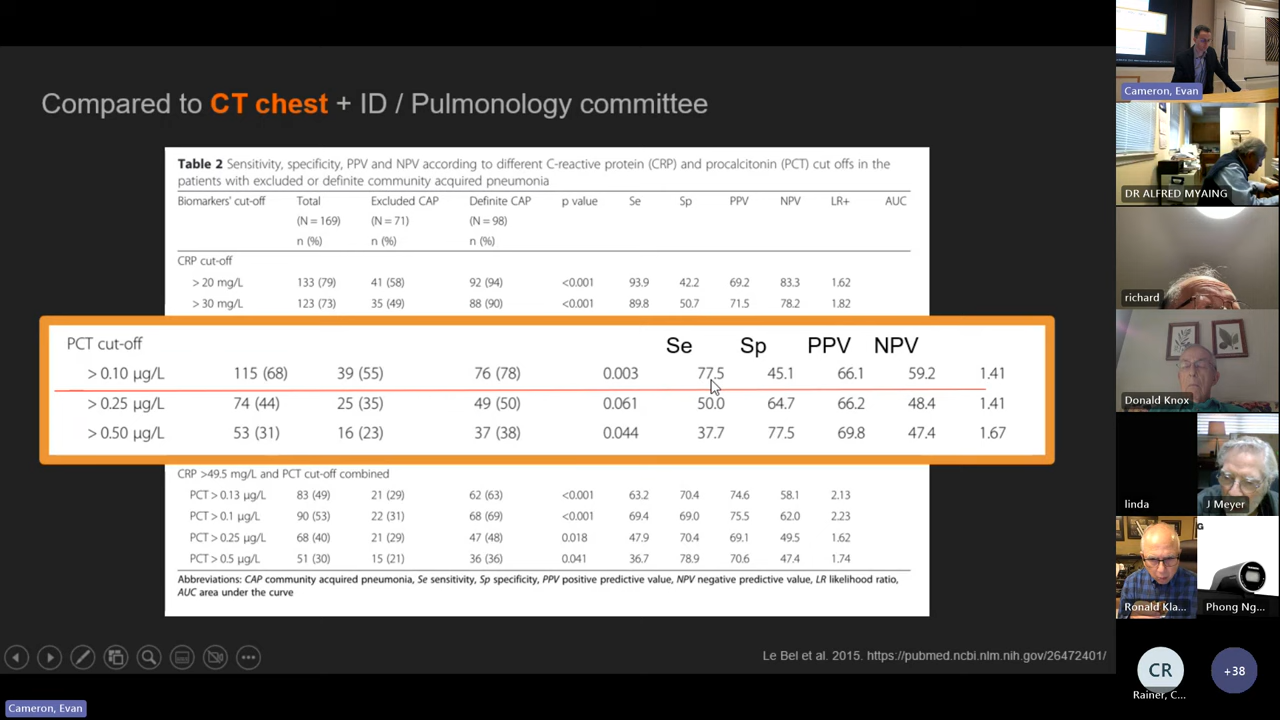 Compared to CT chest + ID / Pulmonology committee
Table 2 Sensitivity, specificity, PPV and NPV according to different C-reactive protein (CRP) and procalcitonin (PCT) cut offs in the
patients with excluded or definite community acquired pneumonia
Biomarkers' cut-off Total Excluded CAP Definite CAP p value Se Sp PPV NPV LR+ AUC
(N = 169) (N = 71) (N = 98)
n (%) n (%) n (%)
CRP cut-off
> 20 mg/L 133 (79) 41 (58) 92 (94) <0.001 93.9 42.2 69.2 83.3 1.62
> 30 mg/L 123 (73) 35 (49) 88 (90) <0.001 89.8 50.7 71.5 78.2 1.82
PCT cut-off Se Sp PPV NPV
> 0.10 µg/L 115 (68) 39 (55) 76 (78) 0.003 77.5 45.1 66.1 59.2 1.41
> 0.25 µg/L 74 (44) 25 (35) 49 (50) 0.061 50.0 64.7 66.2 48.4 1.41
> 0.50 µg/L 53 (31) 16 (23) 37 (38) 0.044 37.7 77.5 69.8 47.4 1.67
CRP >49.5 mg/L and PCT cut-off combined
PCT > 0.13 µg/L 83 (49) 21 (29) 62 (63) <0.001 63.2 70.4 74.6 58.1 2.13
PCT > 0.1 µg/L 90 (53) 22 (31) 68 (69) <0.001 69.4 69.0 75.5 62.0 2.23
PCT > 0.25 µg/L 68 (40) 21 (29) 47 (48) 0.018 47.9 70.4 69.1 49.5 1.62
PCT > 0.5 µg/L 51 (30) 15 (21) 36 (36) 0.041 36.7 78.9 70.6 47.4 1.74
Abbreviations: CAP community acquired pneumonia, Se sensitivity, Sp specificity, PPV positive predictive value, NPV negative predictive value, LR likelihood ratio,
AUC area under the curve
Le Bel et al. 2015. https://pubmed.ncbi.nlm.nih.gov/26472401/
Cameron, Evan
Cameron, Evan
DR ALFRED MYAING
richard
Donald Knox
linda
J Meyer
Ronald Kla...
Phong Ng...
CR
Rainer, C...
+38